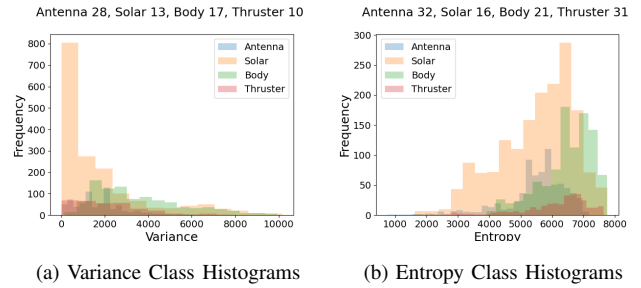 Antenna 28, Solar 13, Body 17, Thruster 10
800
700
600
500
400
300
200
100
0
Frequency
Antenna
Solar
Body
Thruster
0 2000 4000 6000 8000 10000
Variance
(a) Variance Class Histograms
Antenna 32, Solar 16, Body 21, Thruster 31
300
250
200
150
100
50
0
Frequency
Antenna
Solar
Body
Thruster
1000 2000 3000 4000 5000 6000 7000 8000
Entropy
(b) Entropy Class Histograms